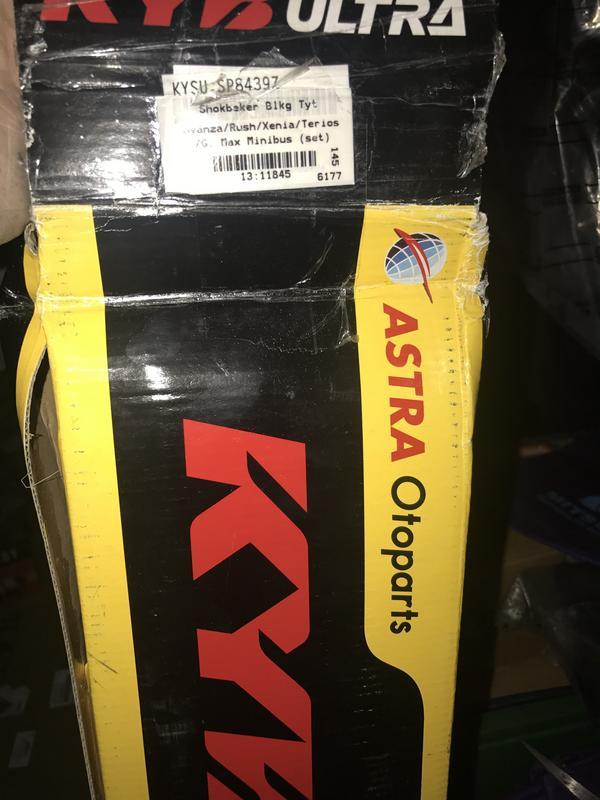 KYB ULTRA
KYSU-SP84397
Shokbeker Blkg Tyt
Avanza/Rush/Xenia/Terios
/G. Max Minibus (set)
145
13:11845
6177
ASTRA Otoparts
KYB